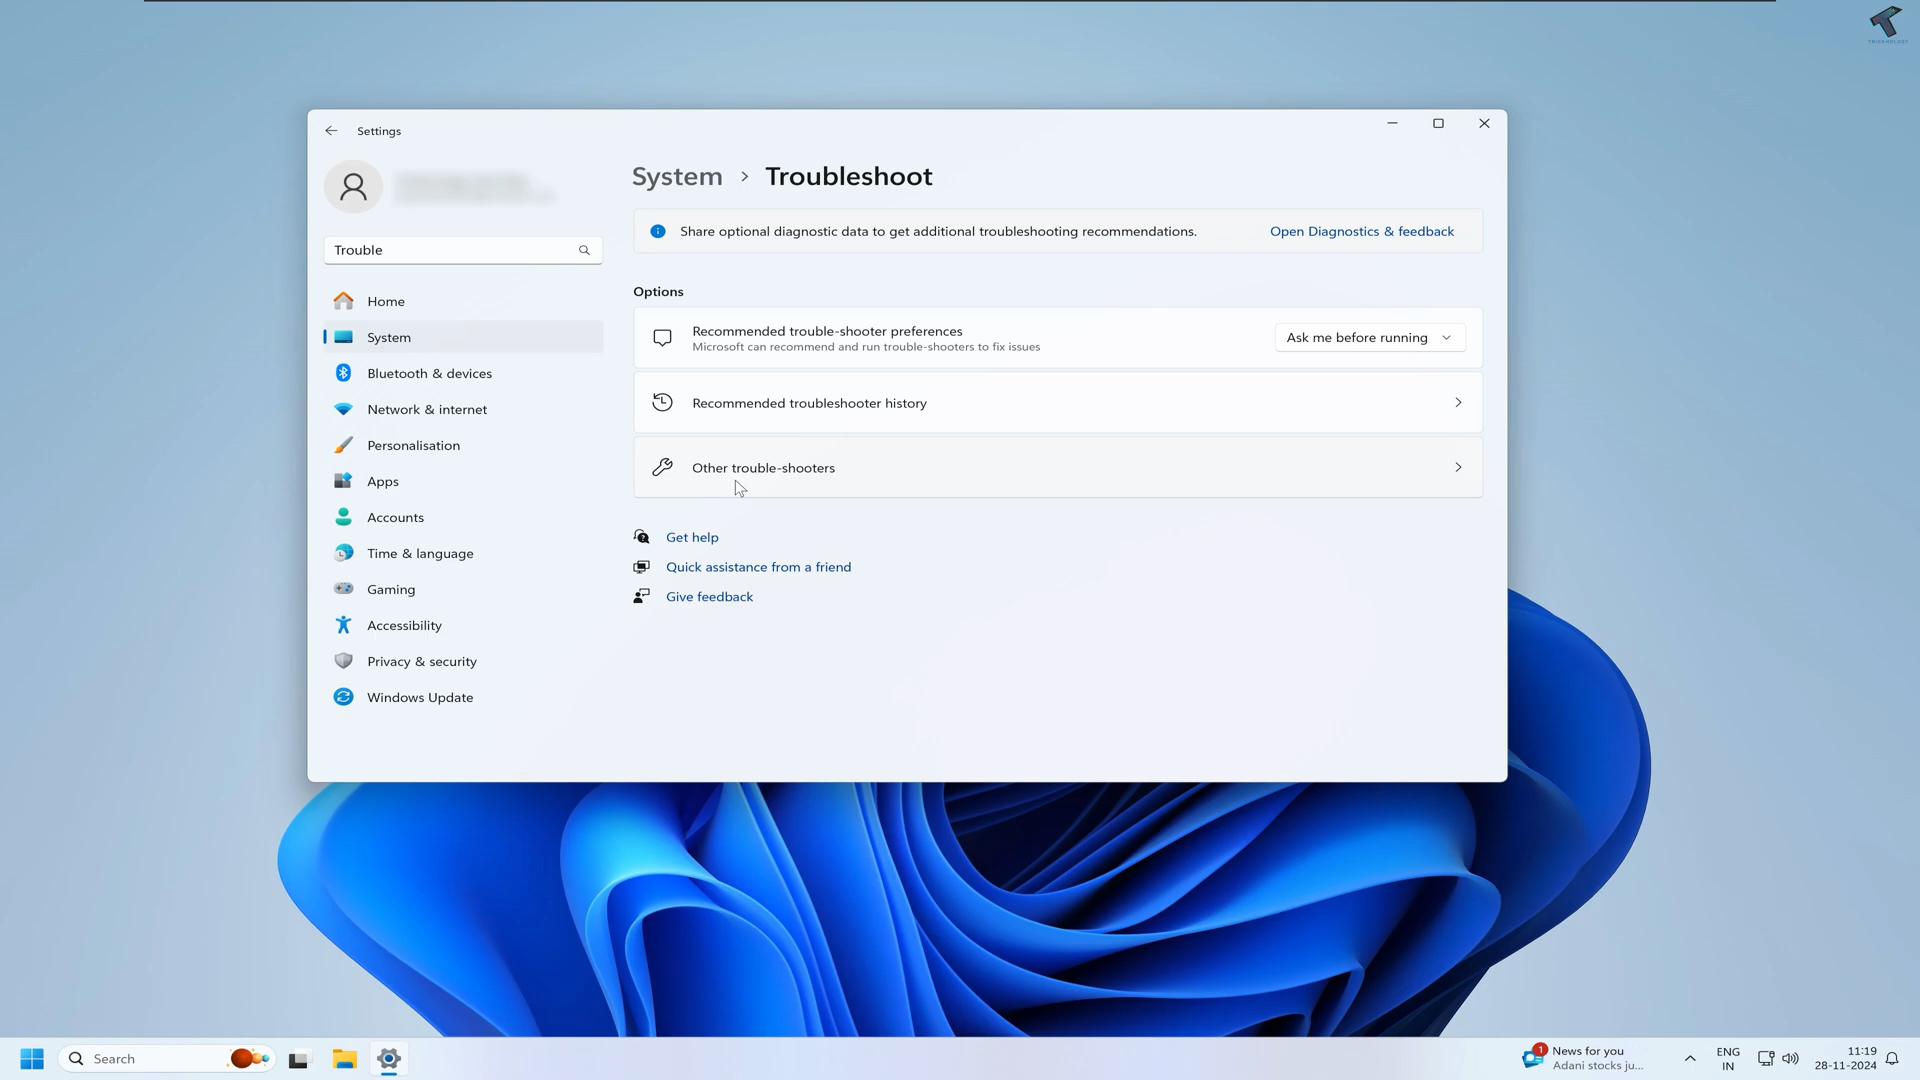 TRICKNOLOGY
Settings
System > Troubleshoot
Share optional diagnostic data to get additional troubleshooting recommendations.
Open Diagnostics & feedback
Trouble
Home
System
Bluetooth & devices
Network & internet
Personalisation
Apps
Accounts
Time & language
Gaming
Accessibility
Privacy & security
Windows Update
Options
Recommended trouble-shooter preferences
Microsoft can recommend and run trouble-shooters to fix issues
Ask me before running
Recommended troubleshooter history
Other trouble-shooters
Get help
Quick assistance from a friend
Give feedback
Search
1
News for you
Adani stocks ju...
ENG
IN
11:19
28-11-2024